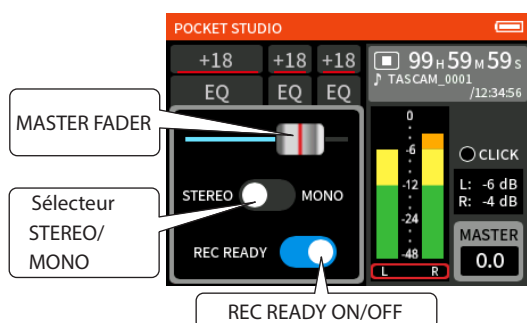 POCKET STUDIO
+18 +18 +18
EQ EQ EQ
99H59M59S
TASCAM_0001
/12:34:56
MASTER FADER
Sélecteur
STEREO/
MONO
STEREO MONO
REC READY
0
-6
-12
-24
-48
L R
CLICK
L: -6 dB
R: -4 dB
MASTER
0.0
REC READY ON/OFF